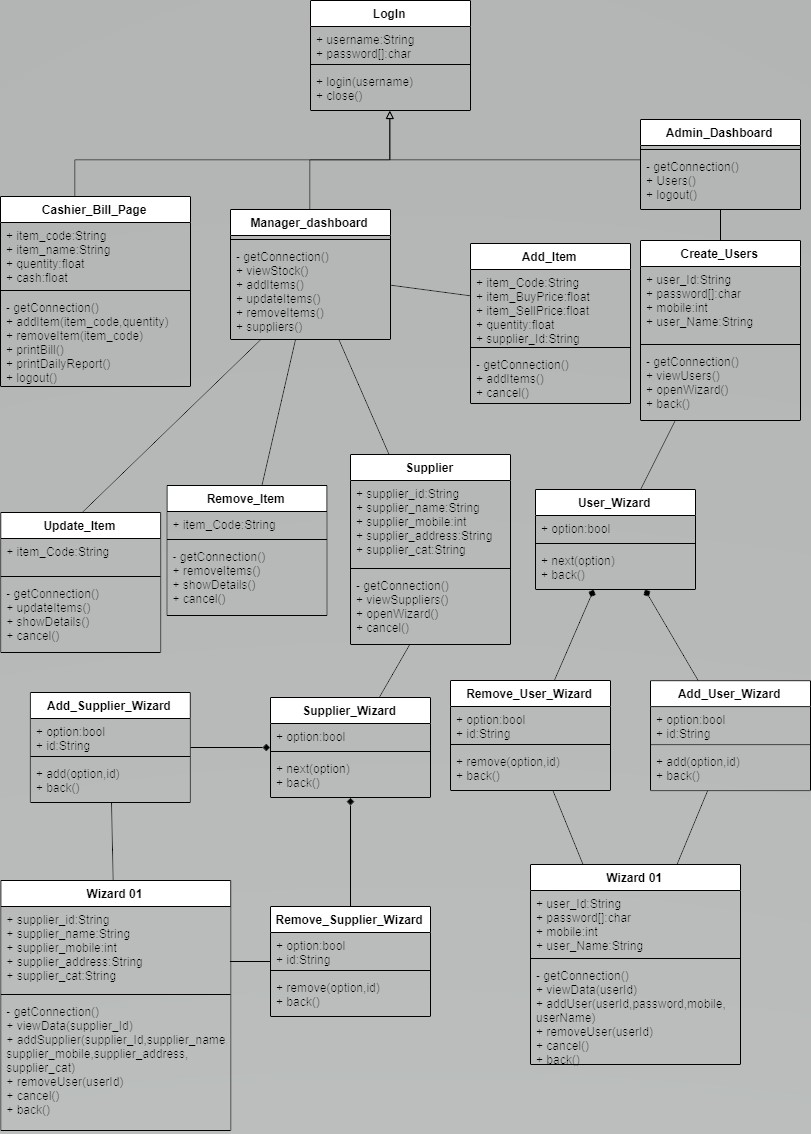 LogIn
+ username:String
+ password[]:char
+ login(username)
+ close()
Admin_Dashboard
- getConnection()
+ Users()
+ logout()
Cashier_Bill_Page
+ item_code:String
+ item_name:String
+ quentity:float
+ cash:float
- getConnection()
+ addItem(item_code,quentity)
+ removeItem(item_code)
+ printBill()
+ printDailyReport()
+ logout()
Manager_dashboard
- getConnection()
+ viewStock()
+ addItems()
+ updateItems()
+ removeItems()
+ suppliers()
Add_Item
+ item_Code:String
+ item_BuyPrice:float
+ item_SellPrice:float
+ quentity:float
+ supplier_Id:String
- getConnection()
+ addItems()
+ cancel()
Create_Users
+ user_Id:String
+ password[]:char
+ mobile:int
+ user_Name:String
- getConnection()
+ viewUsers()
+ openWizard()
+ back()
Update_Item
+ item_Code:String
- getConnection()
+ updateItems()
+ showDetails()
+ cancel()
Remove_Item
+ item_Code:String
- getConnection()
+ removeItems()
+ showDetails()
+ cancel()
Supplier
+ supplier_id:String
+ supplier_name:String
+ supplier_mobile:int
+ supplier_address:String
+ supplier_cat:String
- getConnection()
+ viewSuppliers()
+ openWizard()
+ cancel()
User_Wizard
+ option:bool
+ next(option)
+ back()
Add_Supplier_Wizard
+ option:bool
+ id:String
+ add(option,id)
+ back()
Supplier_Wizard
+ option:bool
+ next(option)
+ back()
Remove_User_Wizard
+ option:bool
+ id:String
+ remove(option,id)
+ back()
Add_User_Wizard
+ option:bool
+ id:String
+ add(option,id)
+ back()
Wizard 01
+ supplier_id:String
+ supplier_name:String
+ supplier_mobile:int
+ supplier_address:String
+ supplier_cat:String
- getConnection()
+ viewData(supplier_Id)
+ addSupplier(supplier_Id,supplier_name
supplier_mobile,supplier_address,
supplier_cat)
+ removeUser(userId)
+ cancel()
+ back()
Remove_Supplier_Wizard
+ option:bool
+ id:String
+ remove(option,id)
+ back()
Wizard 01
+ user_Id:String
+ password[]:char
+ mobile:int
+ user_Name:String
- getConnection()
+ viewData(userId)
+ addUser(userId,password,mobile,
userName)
+ removeUser(userId)
+ cancel()
+ back()